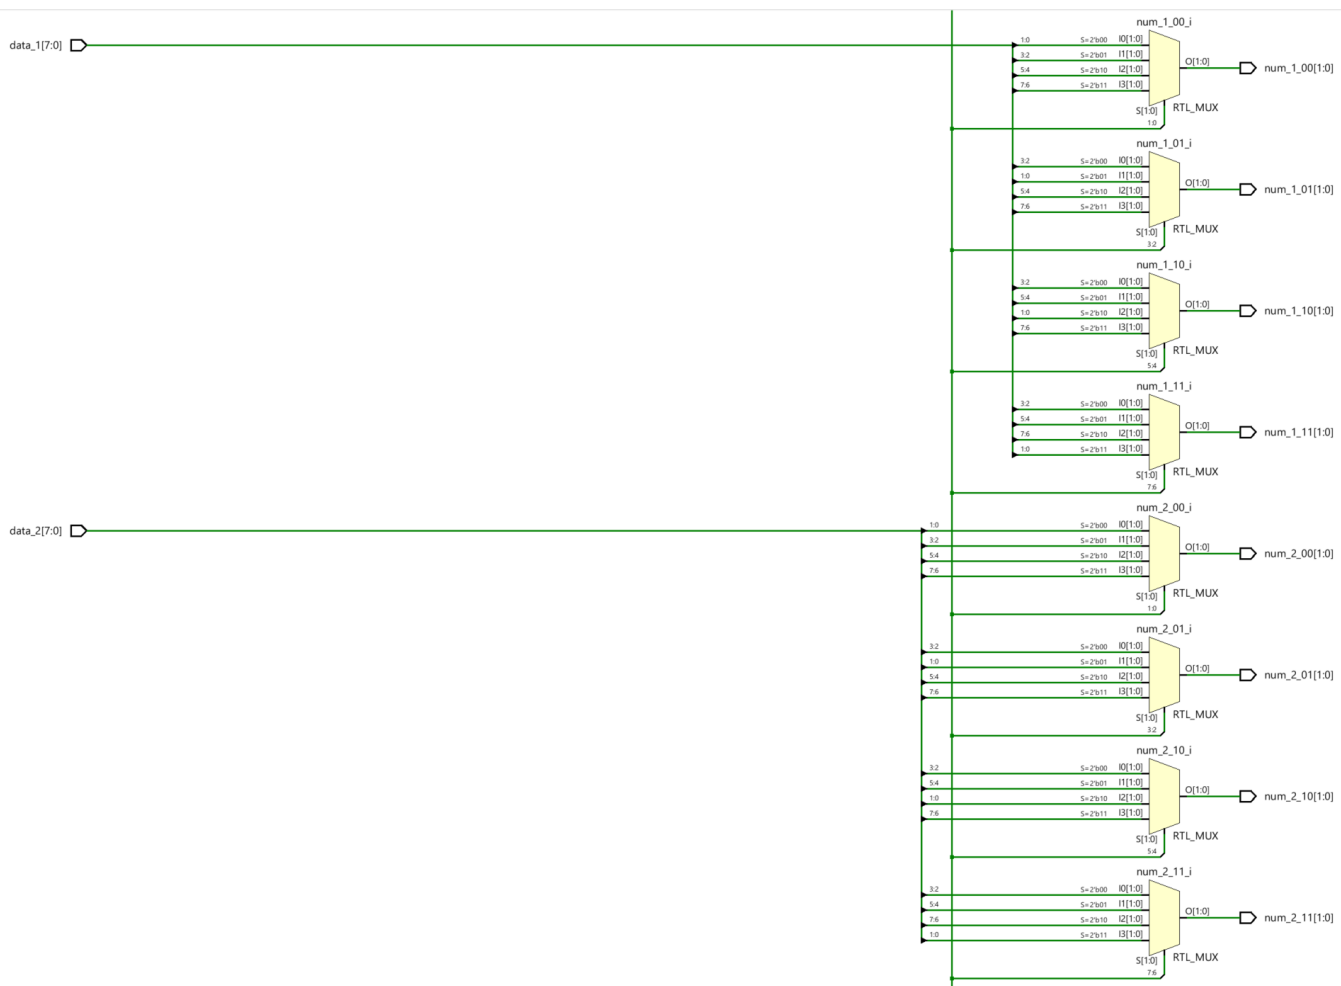 num_1_00_i
data_1[7:0]
1:0 S=2'b00 I0[1:0]
3:2 S=2'b01 I1[1:0]
5:4 S=2'b10 I2[1:0]
7:6 S=2'b11 I3[1:0]
O[1:0]
num_1_00[1:0]
S[1:0]
RTL_MUX
1:0
num_1_01_i
3:2 S=2'b00 I0[1:0]
1:0 S=2'b01 I1[1:0]
5:4 S=2'b10 I2[1:0]
7:6 S=2'b11 I3[1:0]
O[1:0]
num_1_01[1:0]
S[1:0]
RTL_MUX
3:2
num_1_10_i
3:2 S=2'b00 I0[1:0]
5:4 S=2'b01 I1[1:0]
1:0 S=2'b10 I2[1:0]
7:6 S=2'b11 I3[1:0]
O[1:0]
num_1_10[1:0]
S[1:0]
RTL_MUX
5:4
num_1_11_i
3:2 S=2'b00 I0[1:0]
5:4 S=2'b01 I1[1:0]
7:6 S=2'b10 I2[1:0]
1:0 S=2'b11 I3[1:0]
O[1:0]
num_1_11[1:0]
S[1:0]
RTL_MUX
7:6
num_2_00_i
data_2[7:0]
1:0 S=2'b00 I0[1:0]
3:2 S=2'b01 I1[1:0]
5:4 S=2'b10 I2[1:0]
7:6 S=2'b11 I3[1:0]
O[1:0]
num_2_00[1:0]
S[1:0]
RTL_MUX
1:0
num_2_01_i
3:2 S=2'b00 I0[1:0]
1:0 S=2'b01 I1[1:0]
5:4 S=2'b10 I2[1:0]
7:6 S=2'b11 I3[1:0]
O[1:0]
num_2_01[1:0]
S[1:0]
RTL_MUX
3:2
num_2_10_i
3:2 S=2'b00 I0[1:0]
5:4 S=2'b01 I1[1:0]
1:0 S=2'b10 I2[1:0]
7:6 S=2'b11 I3[1:0]
O[1:0]
num_2_10[1:0]
S[1:0]
RTL_MUX
5:4
num_2_11_i
3:2 S=2'b00 I0[1:0]
5:4 S=2'b01 I1[1:0]
7:6 S=2'b10 I2[1:0]
1:0 S=2'b11 I3[1:0]
O[1:0]
num_2_11[1:0]
S[1:0]
RTL_MUX
7:6